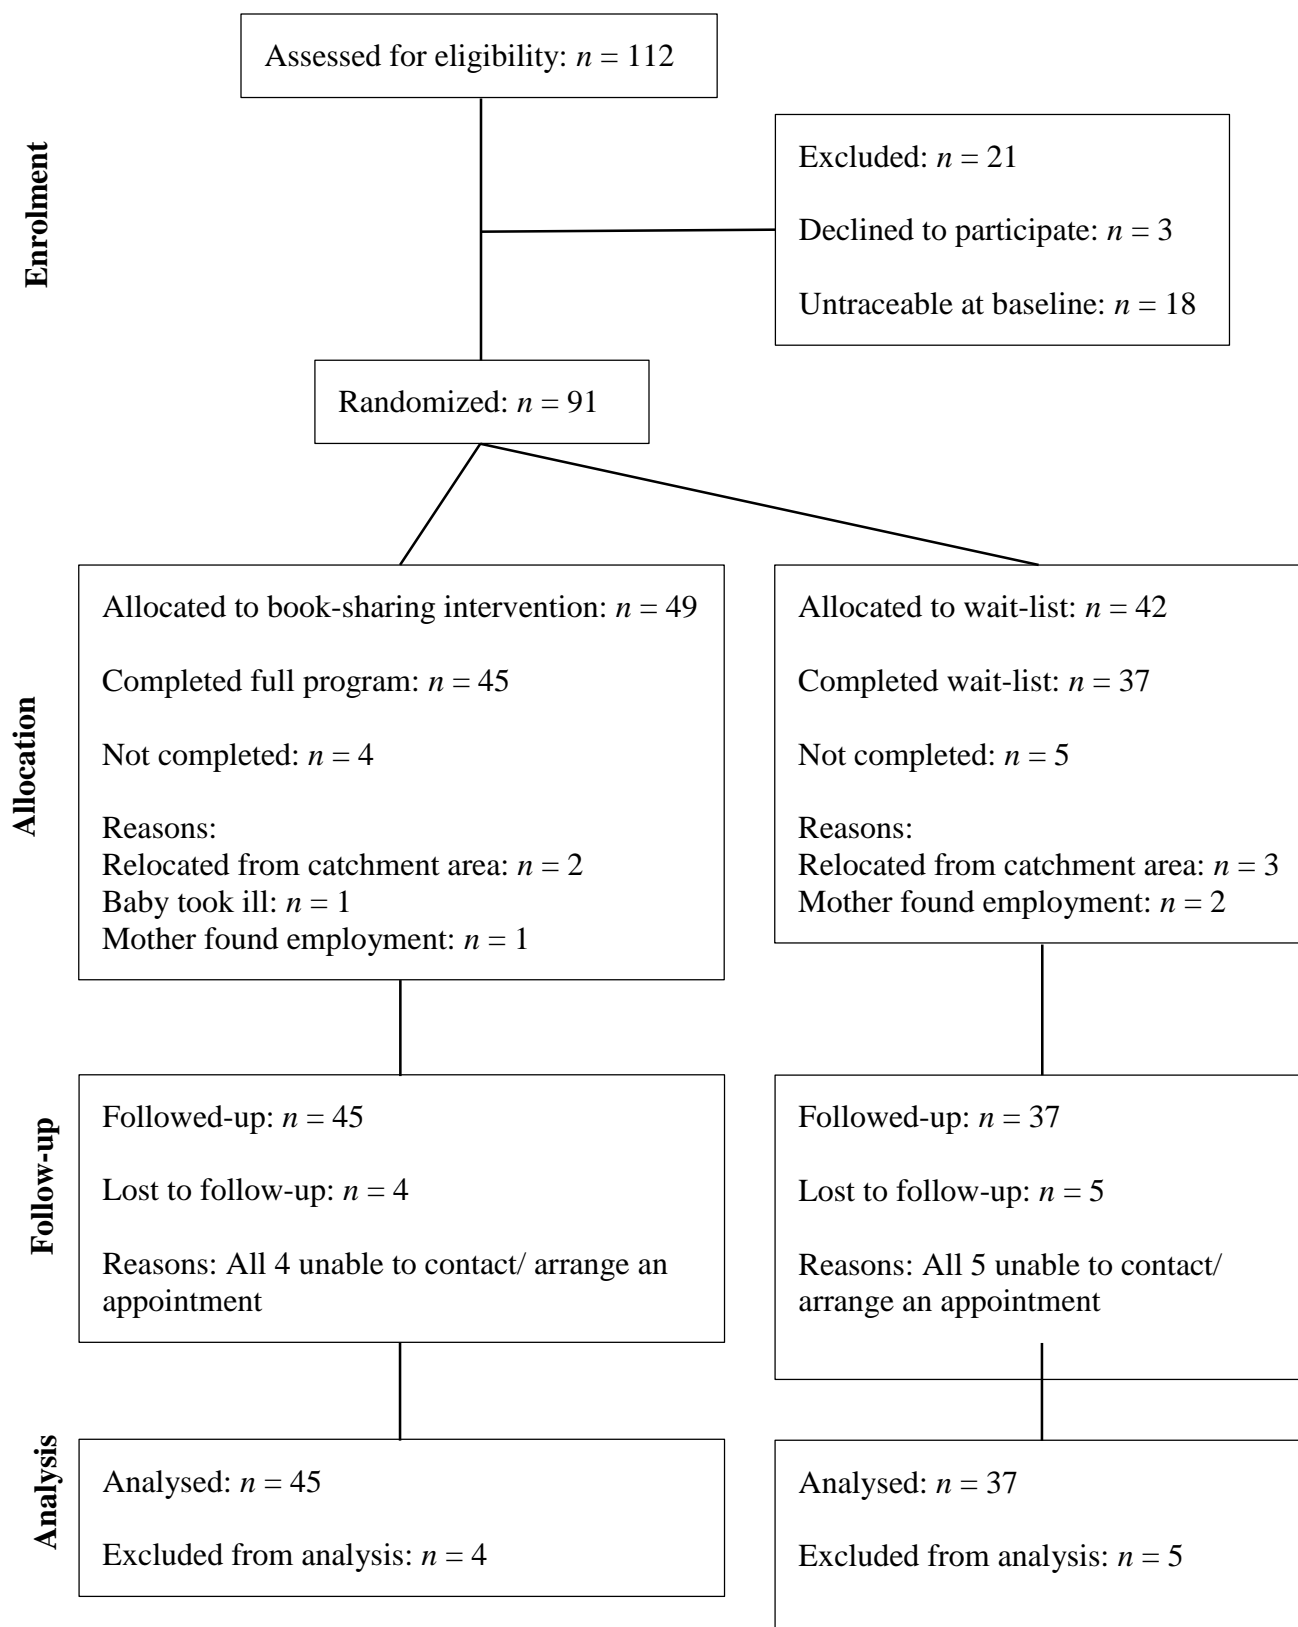 Assessed for eligibility: n = 112
Enrolment
Excluded: n = 21
Declined to participate: n = 3
Untraceable at baseline: n = 18
Randomized: n = 91
Allocation
Allocated to book-sharing intervention: n = 49
Completed full program: n = 45
Not completed: n = 4
Reasons:
Relocated from catchment area: n = 2
Baby took ill: n = 1
Mother found employment: n = 1
Allocated to wait-list: n = 42
Completed wait-list: n = 37
Not completed: n = 5
Reasons:
Relocated from catchment area: n = 3
Mother found employment: n = 2
Follow-up
Followed-up: n = 45
Lost to follow-up: n = 4
Reasons: All 4 unable to contact/ arrange an
appointment
Followed-up: n = 37
Lost to follow-up: n = 5
Reasons: All 5 unable to contact/
arrange an appointment
Analysis
Analysed: n = 45
Excluded from analysis: n = 4
Analysed: n = 37
Excluded from analysis: n = 5